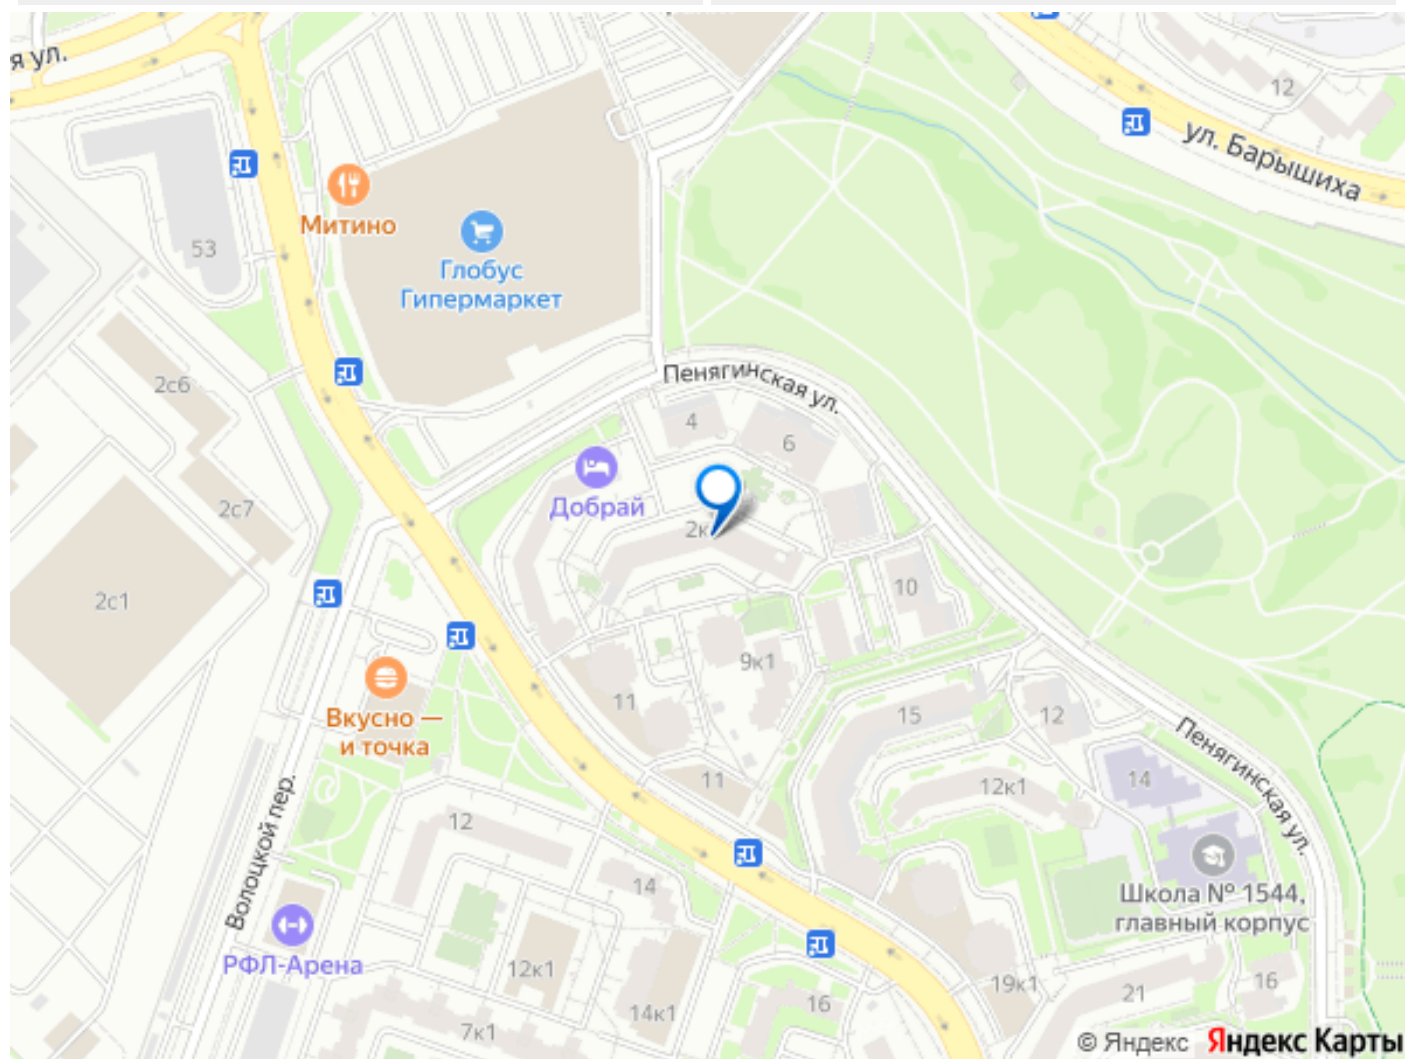 я ул.
12
ул. Барышиха
53
Митино
Глобус
Гипермаркет
2с6
Пенягинская ул.
4
6
2с7
Добрай
2к
2с1
10
9к1
11
Вкусно —
и точка
15
12
Пенягинская ул.
11
14
12к1
Волоцкой пер.
12
14
Школа № 1544,
главный корпус
РФЛ-Арена
12к1
14к1
16
19к1
21
16
7к1
© Яндекс Яндекс Карты